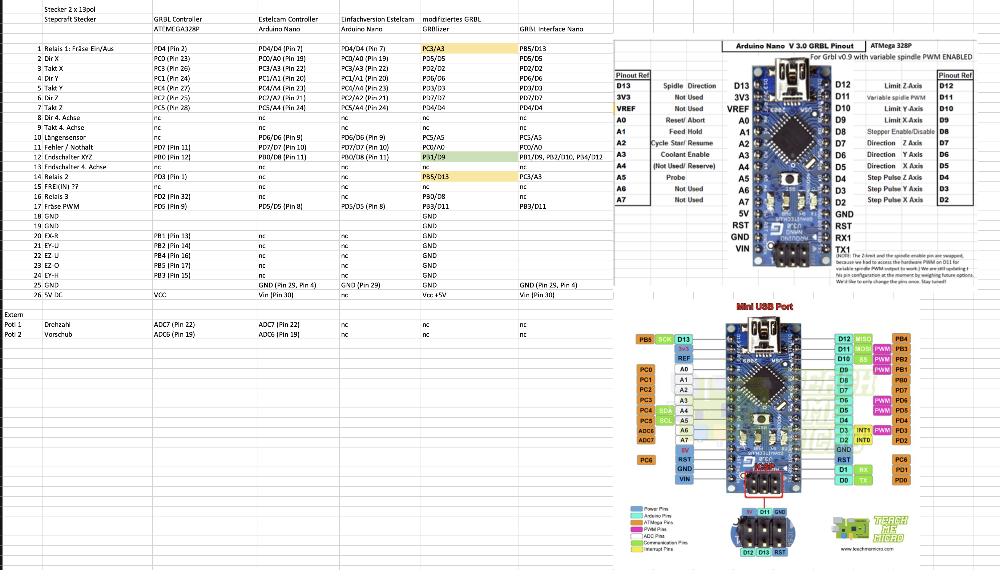 Stecker 2 x 13pol
Stepcraft Stecker GRBL Controller Estelcam Controller Einfachversion Estelcam modifiziertes GRBL
ATEMEGA328P Arduino Nano Arduino Nano GRBlizer GRBL Interface Nano
1 Relais 1: Fräse Ein/Aus PD4 (Pin 2) PD4/D4 (Pin 7) PD4/D4 (Pin 7) PC3/A3 PB5/D13
2 Dir X PC0 (Pin 23) PC0/A0 (Pin 19) PC0/A0 (Pin 19) PD5/D5 PD5/D5
3 Takt X PC3 (Pin 26) PC3/A3 (Pin 22) PC3/A3 (Pin 22) PD2/D2 PD2/D2
4 Dir Y PC1 (Pin 24) PC1/A1 (Pin 20) PC1/A1 (Pin 20) PD6/D6 PD6/D6
5 Takt Y PC4 (Pin 27) PC4/A4 (Pin 23) PC4/A4 (Pin 23) PD3/D3 PD3/D3
6 Dir Z PC2 (Pin 25) PC2/A2 (Pin 21) PC2/A2 (Pin 21) PD7/D7 PD7/D7
7 Takt Z PC5 (Pin 28) PC5/A4 (Pin 24) PC5/A4 (Pin 24) PD4/D4 PD4/D4
8 Dir 4. Achse nc nc nc nc nc
9 Takt 4. Achse nc nc nc nc nc
10 Längensensor nc PD6/D6 (Pin 9) PD6/D6 (Pin 9) PC5/A5 PC5/A5
11 Fehler / Nothalt PD7 (Pin 11) PD7/D7 (Pin 10) PD7/D7 (Pin 10) PC0/A0 PC0/A0
12 Endschalter XYZ PB0 (Pin 12) PB0/D8 (Pin 11) PB0/D8 (Pin 11) PB1/D9 PB1/D9, PB2/D10, PB4/D12
13 Endschalter 4. Achse nc nc nc nc nc
14 Relais 2 PD3 (Pin 1) nc nc PB5/D13 PC3/A3
15 FREI(IN) ?? nc nc nc nc nc
16 Relais 3 PD2 (Pin 32) nc nc PB0/D8 nc
17 Fräse PWM PD5 (Pin 9) PD5/D5 (Pin 8) PD5/D5 (Pin 8) PB3/D11 PB3/D11
18 GND GND
19 GND GND
20 EX-R PB1 (Pin 13) nc nc GND
21 EY-U PB2 (Pin 14) nc nc GND
22 EZ-U PB4 (Pin 16) nc nc GND
23 EZ-O PB5 (Pin 17) nc nc GND
24 EY-H PB3 (Pin 15) nc nc GND
25 GND GND (Pin 29, Pin 4) GND (Pin 29) GND GND (Pin 29, Pin 4)
26 5V DC VCC Vin (Pin 30) nc Vcc +5V Vin (Pin 30)
Extern
Poti 1 Drehzahl ADC7 (Pin 22) ADC7 (Pin 22) nc nc nc
Poti 2 Vorschub ADC6 (Pin 19) ADC6 (Pin 19) nc nc nc
Arduino Nano V 3.0 GRBL Pinout ATMega 328P
For Grbl v0.9 with variable spindle PWM ENABLED
Pinout Ref Pinout Ref
D13 Spidle Direction D13 D12 Limit Z-Axis D12
3V3 Not Used 3V3 D11 Variable spidle PWM D11
VREF Not Used VREF D10 Limit Y-Axis D10
A0 Reset/ Abort A0 D9 Limit X-Axis D9
A1 Feed Hold A1 D8 Stepper Enable/Disable D8
A2 Cycle Star/ Resume A2 D7 Direction Z Axis D7
A3 Coolant Enable A3 D6 Direction Y Axis D6
A4 (Not Used/ Reserve) A4 D5 Direction X Axis D5
A5 Probe A5 D4 Step Pulse Z Axis D4
A6 Not Used A6 D3 Step Pulse Y Axis D3
A7 Not Used A7 D2 Step Pulse X Axis D2
5V GND
RST RST
GND RX1
VIN TX1
(NOTE: The Z-limit and the spindle enable pin are swapped,
because we had to access the hardware PWM on D11 for
variable spindle PWM output to work.) We are still updating t
his pin configuration at the moment by weighing future options.
We'd like to only change the pins once. Stay tuned!
Mini USB Port
PB5 SCK D13 D12 MISO PB4
3v3 D11 MOSI PWM PB3
REF D10 SS PWM PB2
PC0 A0 D9 PWM PB1
PC1 A1 D8 PB0
PC2 A2 D7 PD7
PC3 A3 D6 PWM PD6
PC4 SDA A4 D5 PWM PD5
PC5 SCL A5 D4 PD4
ADC6 A6 D3 INT1 PWM PD3
ADC7 A7 D2 INT0 PD2
5V GND
PC6 RST RST PC6
GND D1 RX PD1
VIN D0 TX PD0
ICSP
5V D11 GND
D12 D13 RST
Power Pins
Arduino Pins
ATMega Pins
PWM Pins
ADC Pins
Communication Pins
Interrupt Pins
TEACH
ME
MICRO
www.teachmemicro.com